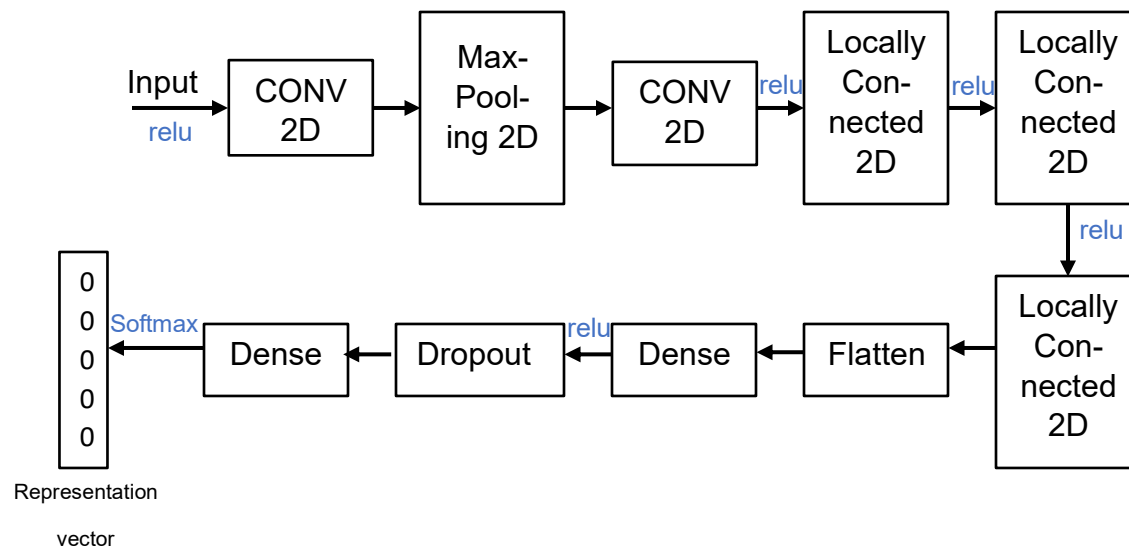 Input
relu
CONV
2D
Max-
Pool-
ing 2D
CONV
2D
relu
Locally
Con-
nected
2D
relu
Locally
Con-
nected
2D
relu
Locally
Con-
nected
2D
Flatten
Dense
relu
Dropout
Dense
Softmax
0
0
0
0
0
Representation
vector